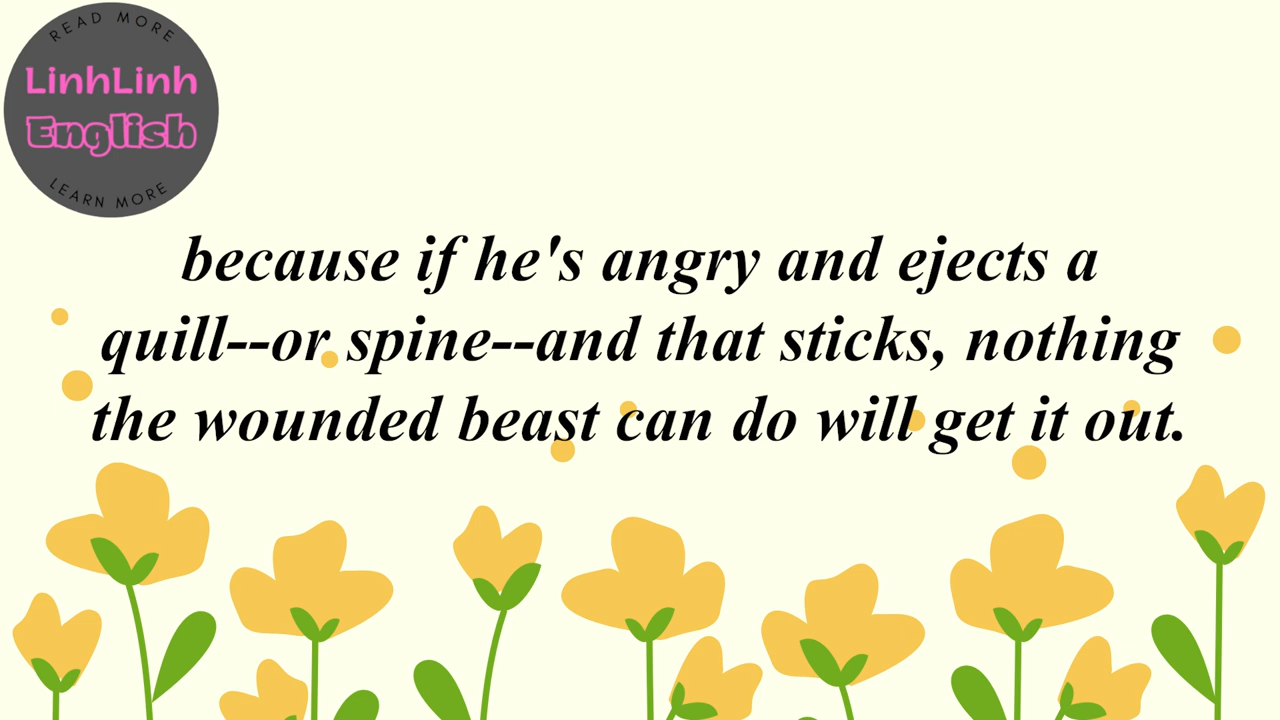 READ MORE
LinhLinh
English
LEARN MORE
because if he's angry and ejects a
quill--or spine--and that sticks, nothing
the wounded beast can do will get it out.